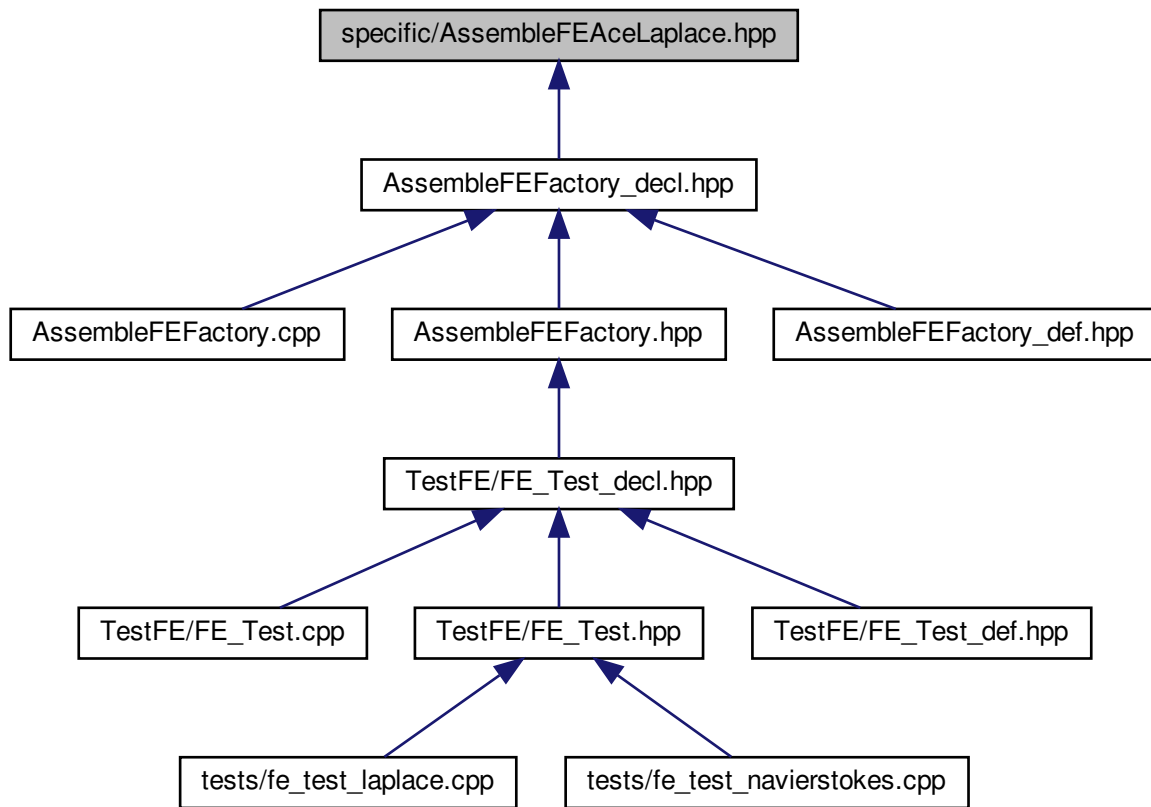 specific/AssembleFEAceLaplace.hpp
AssembleFEFactory_decl.hpp
AssembleFEFactory.cpp
AssembleFEFactory.hpp
AssembleFEFactory_def.hpp
TestFE/FE_Test_decl.hpp
TestFE/FE_Test.cpp
TestFE/FE_Test.hpp
TestFE/FE_Test_def.hpp
tests/fe_test_laplace.cpp
tests/fe_test_navierstokes.cpp